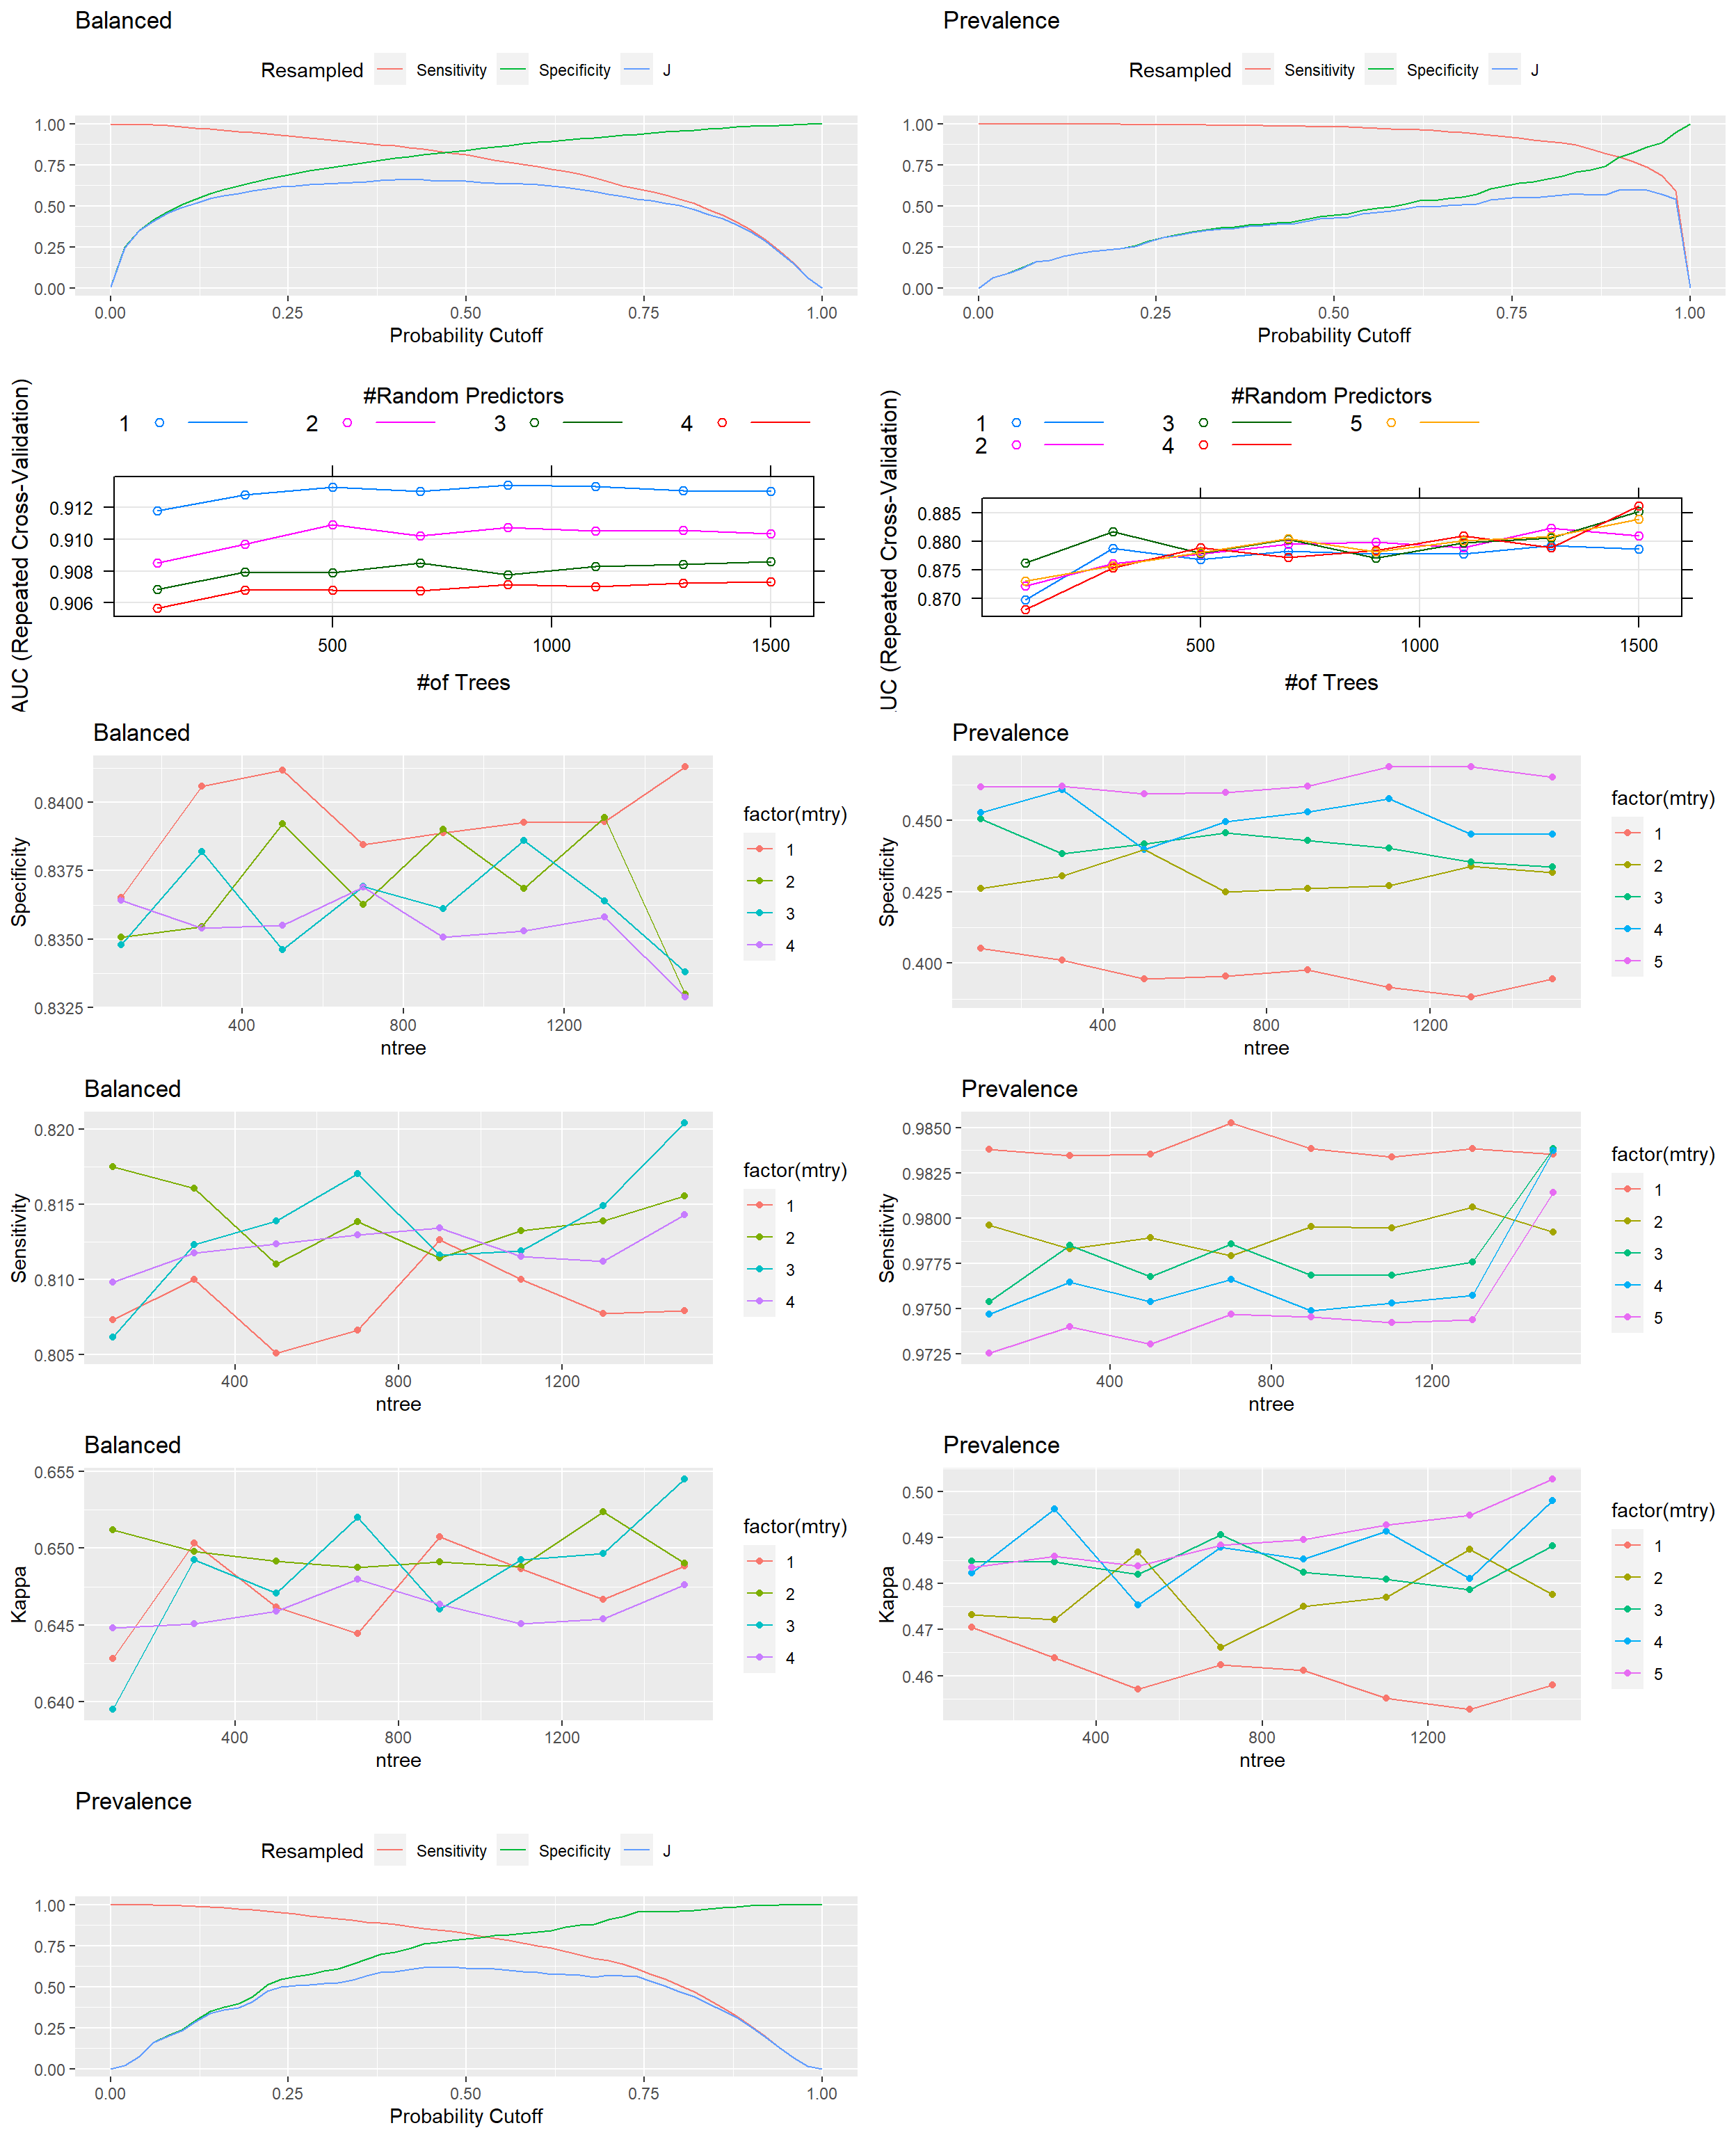 Balanced
Resampled Sensitivity Specificity J
1.00
0.75
0.50
0.25
0.00
0.00 0.25 0.50 0.75 1.00
Probability Cutoff
Prevalence
Resampled Sensitivity Specificity J
1.00
0.75
0.50
0.25
0.00
0.00 0.25 0.50 0.75 1.00
Probability Cutoff
#Random Predictors
1 2 3 4
AUC (Repeated Cross-Validation)
0.912
0.910
0.908
0.906
500 1000 1500
#of Trees
#Random Predictors
1 3 5
2 4
UC (Repeated Cross-Validation)
0.885
0.880
0.875
0.870
500 1000 1500
#of Trees
Balanced
Specificity
0.8400
0.8375
0.8350
0.8325
400 800 1200
ntree
factor(mtry)
1
2
3
4
Prevalence
Specificity
0.450
0.425
0.400
400 800 1200
ntree
factor(mtry)
1
2
3
4
5
Balanced
Sensitivity
0.820
0.815
0.810
0.805
400 800 1200
ntree
factor(mtry)
1
2
3
4
Prevalence
Sensitivity
0.9850
0.9825
0.9800
0.9775
0.9750
0.9725
400 800 1200
ntree
factor(mtry)
1
2
3
4
5
Balanced
Kappa
0.655
0.650
0.645
0.640
400 800 1200
ntree
factor(mtry)
1
2
3
4
Prevalence
Kappa
0.50
0.49
0.48
0.47
0.46
400 800 1200
ntree
factor(mtry)
1
2
3
4
5
Prevalence
Resampled Sensitivity Specificity J
1.00
0.75
0.50
0.25
0.00
0.00 0.25 0.50 0.75 1.00
Probability Cutoff